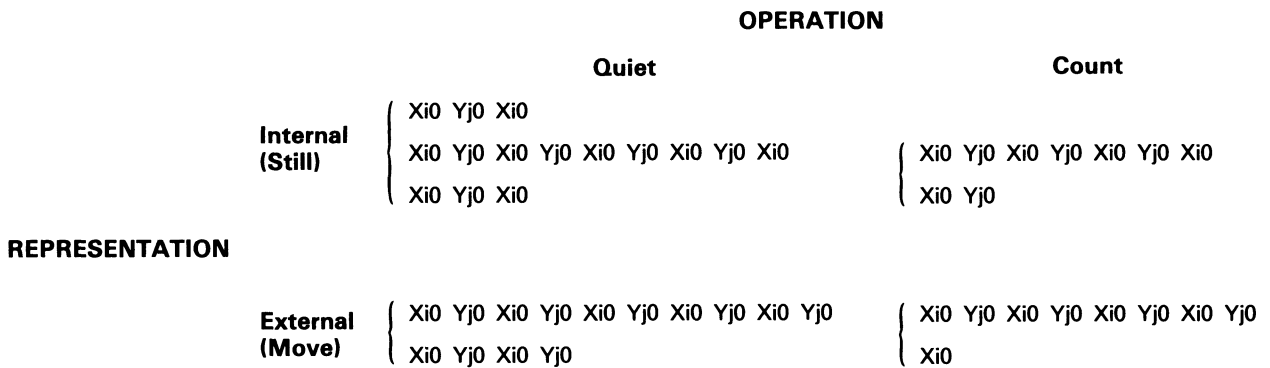 OPERATION
Quiet Count
Internal (Still)
Xi0 Yj0 Xi0
Xi0 Yj0 Xi0 Yj0 Xi0 Yj0 Xi0 Yj0 Xi0
Xi0 Yj0 Xi0
Xi0 Yj0 Xi0 Yj0 Xi0 Yj0 Xi0
Xi0 Yj0
REPRESENTATION
External (Move)
Xi0 Yj0 Xi0 Yj0 Xi0 Yj0 Xi0 Yj0 Xi0 Yj0
Xi0 Yj0 Xi0 Yj0
Xi0 Yj0 Xi0 Yj0 Xi0 Yj0 Xi0 Yj0
Xi0